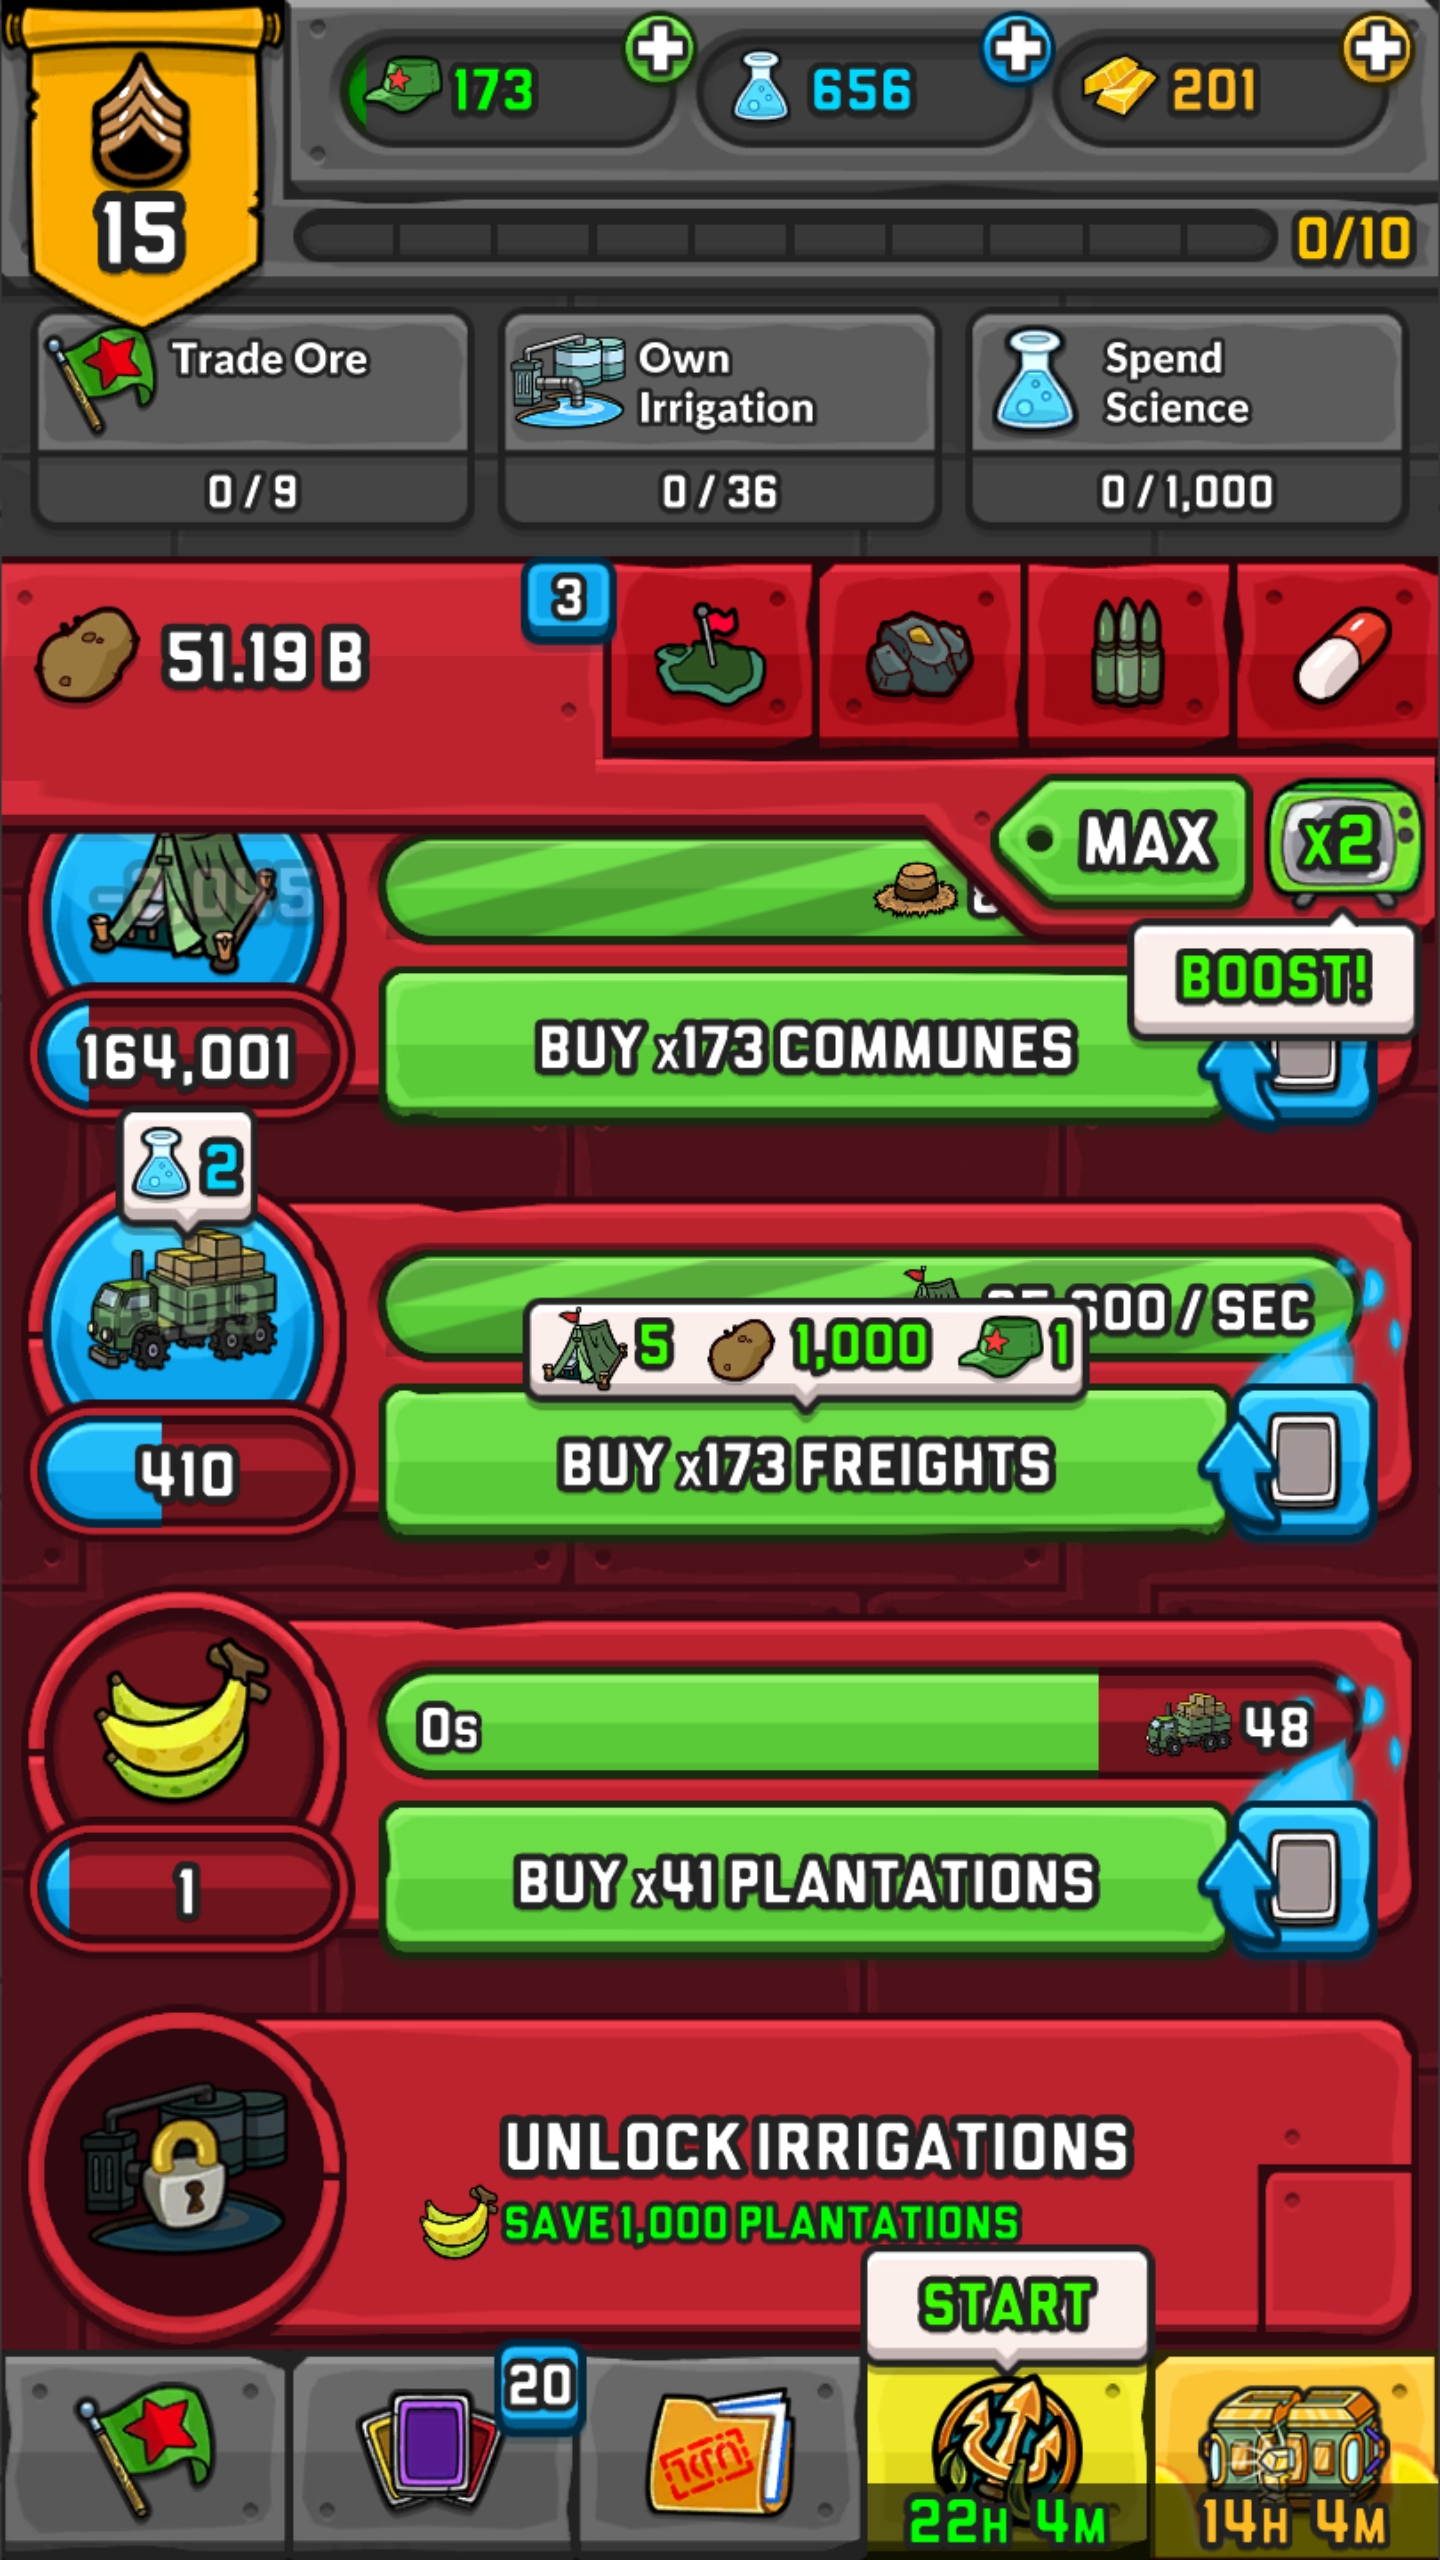 173
656
201
15
0/10
Trade Ore
0 / 9
Own
Irrigation
0 / 36
Spend
Science
0 / 1,000
51.19 B
3
MAX
x2
BOOST!
164,001
BUY x173 COMMUNES
2
600 / SEC
5 1,000 1
410
BUY x173 FREIGHTS
0s
48
1
BUY x41 PLANTATIONS
UNLOCK IRRIGATIONS
SAVE 1,000 PLANTATIONS
START
20
22H 4M
14H 4M